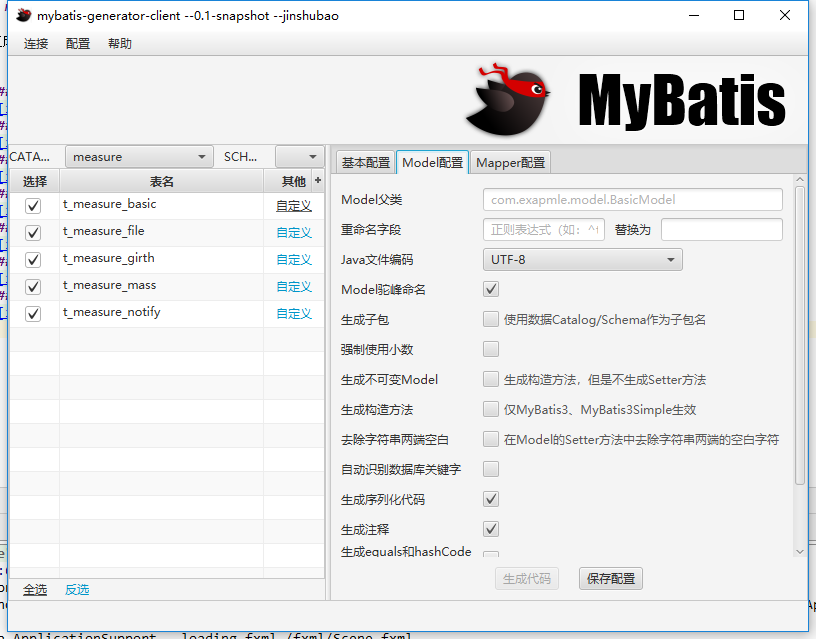 mybatis-generator-client --0.1-snapshot --jinshubao
连接 配置 帮助
MyBatis
CATA... measure SCH...
选择 表名 其他 +
t_measure_basic 自定义
t_measure_file 自定义
t_measure_girth 自定义
t_measure_mass 自定义
t_measure_notify 自定义
全选 反选
基本配置 Model配置 Mapper配置
Model父类 com.exapmle.model.BasicModel
重命名字段 正则表达式（如：^ 替换为
Java文件编码 UTF-8
Model驼峰命名
生成子包 使用数据Catalog/Schema作为子包名
强制使用小数
生成不可变Model 生成构造方法，但是不生成Setter方法
生成构造方法 仅MyBatis3、MyBatis3Simple生效
去除字符串两端空白 在Model的Setter方法中去除字符串两端的空白字符
自动识别数据库关键字
生成序列化代码
生成注释
生成equals和hashCode
生成代码 保存配置